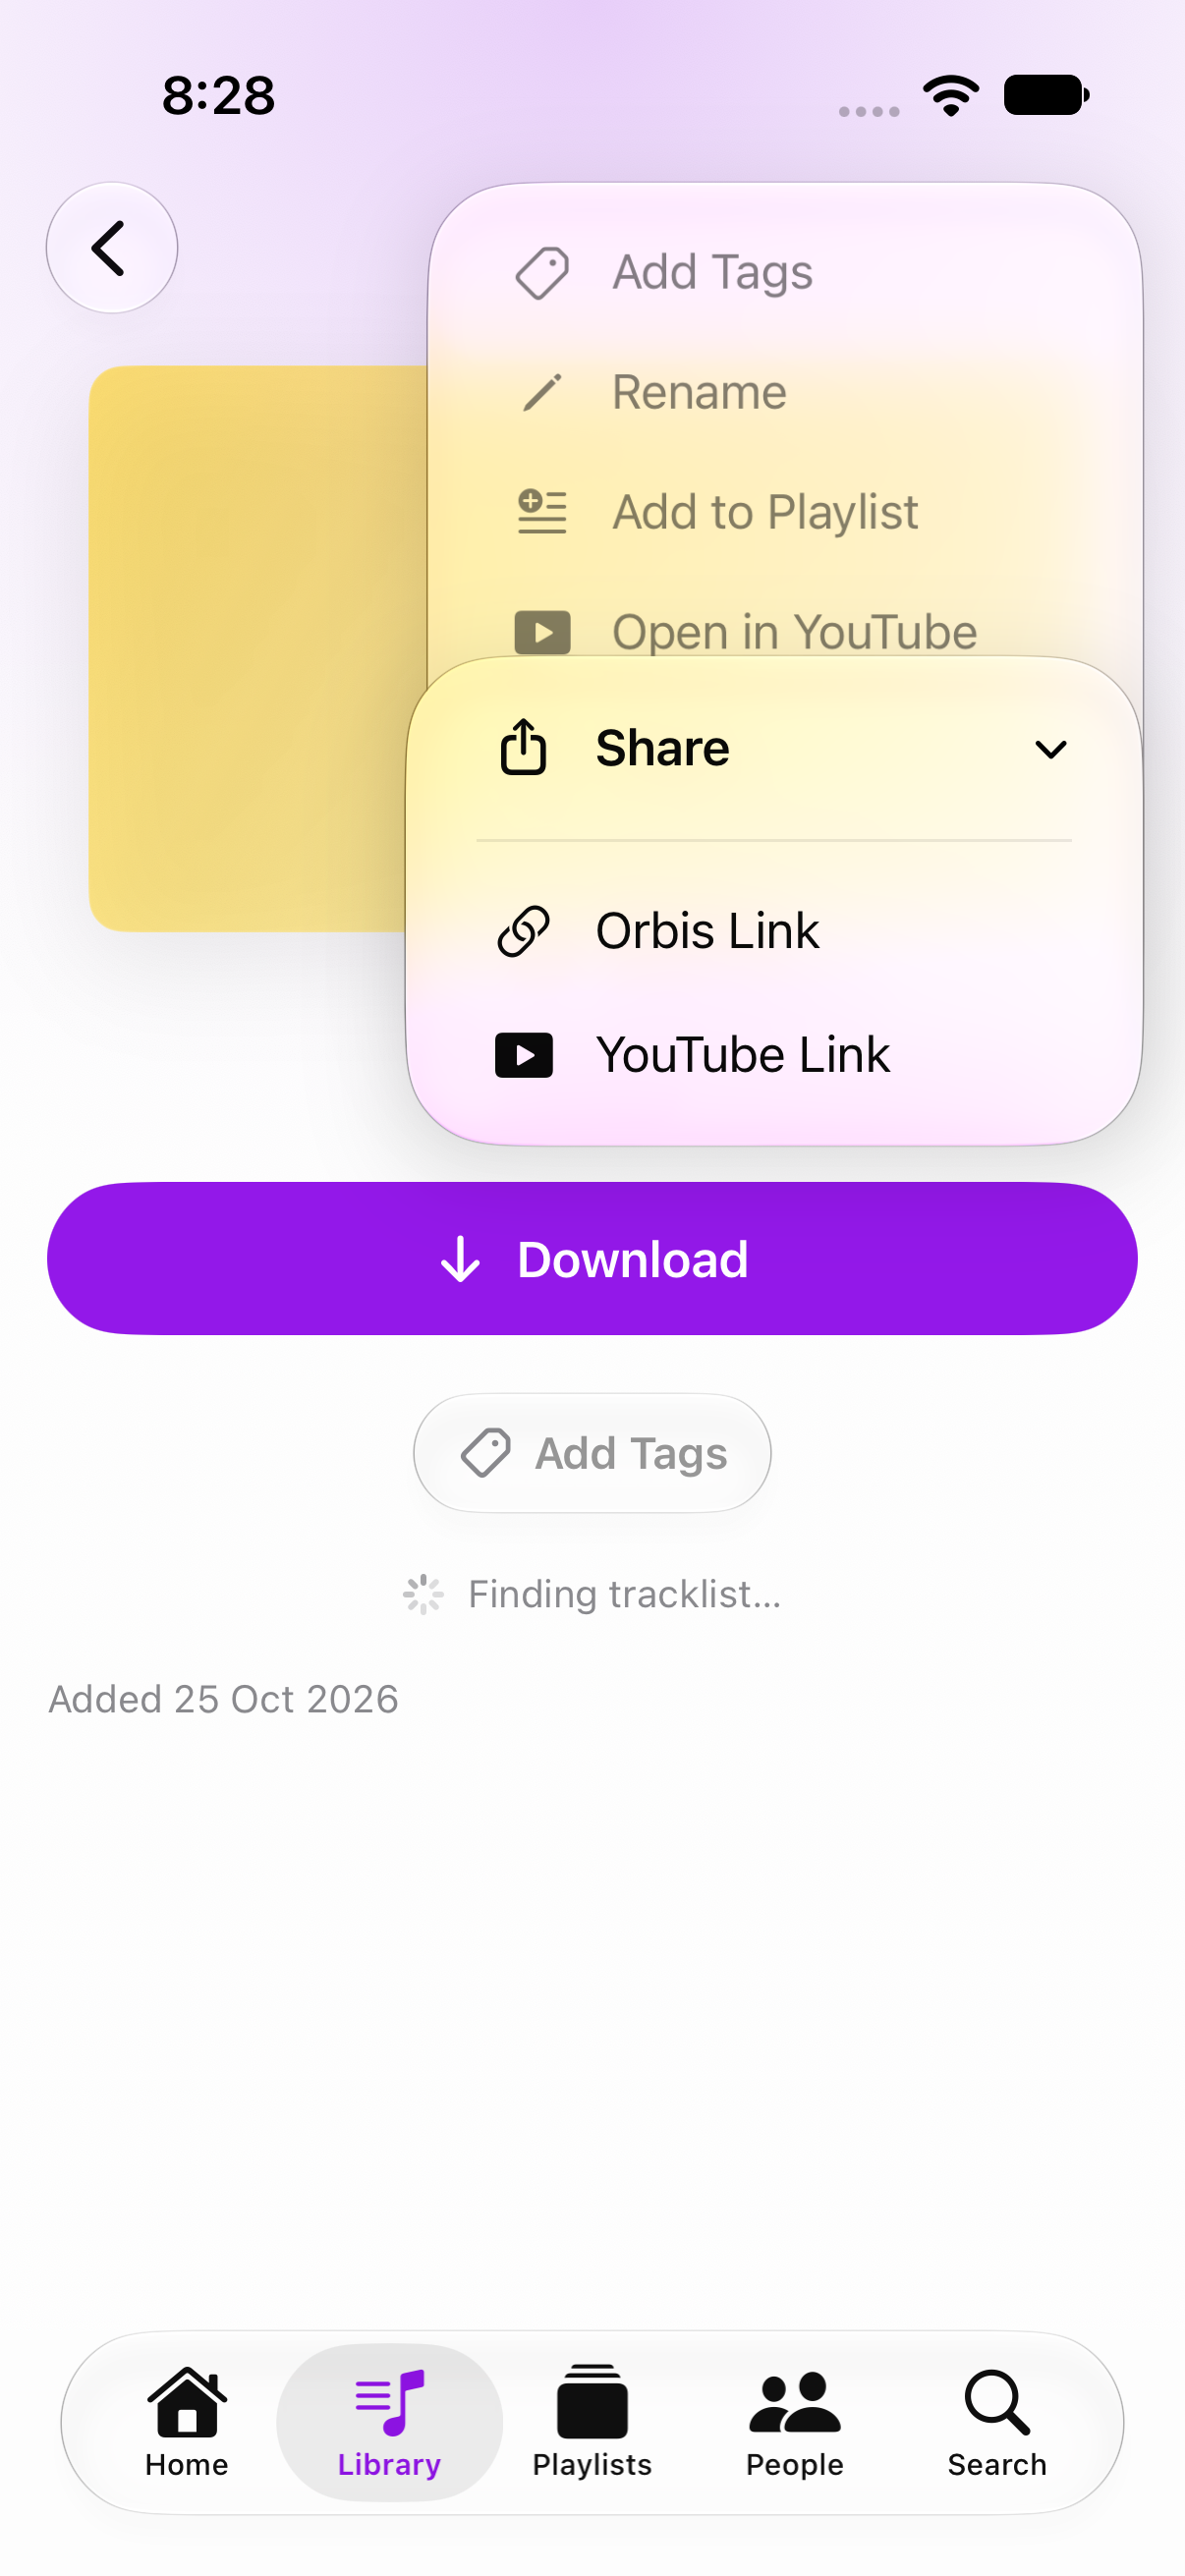 8:28
Add Tags
Rename
Add to Playlist
Open in YouTube
Share
Orbis Link
YouTube Link
Download
Add Tags
Finding tracklist...
Added 25 Oct 2026
Home
Library
Playlists
People
Search